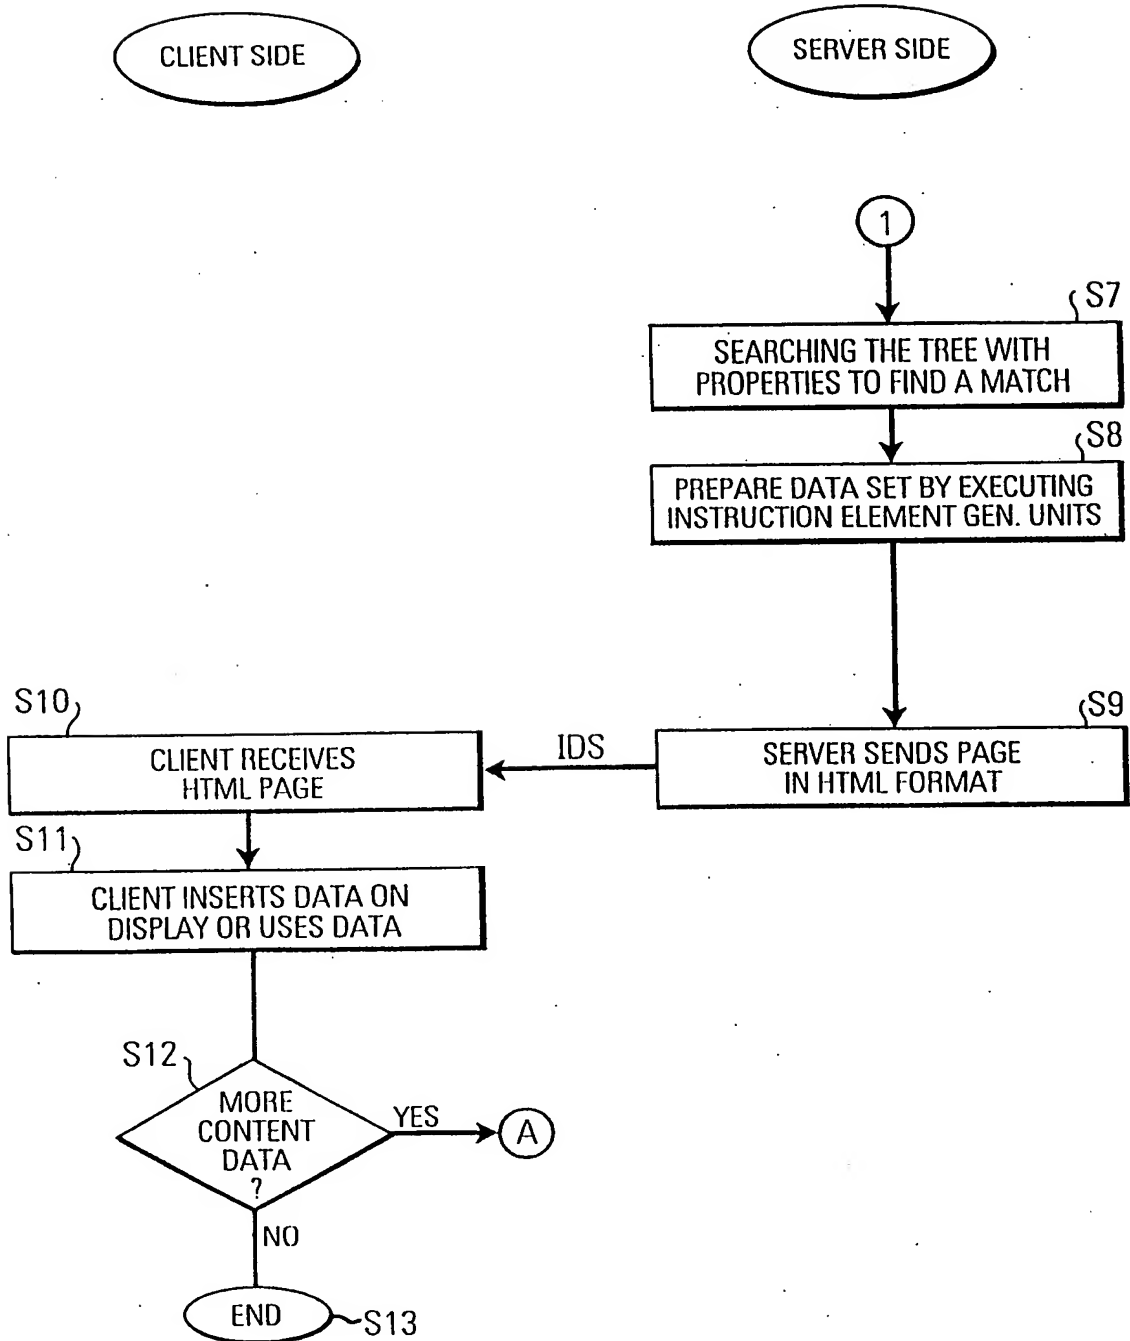 CLIENT SIDE
SERVER SIDE
1
S7
SEARCHING THE TREE WITH
PROPERTIES TO FIND A MATCH
S8
PREPARE DATA SET BY EXECUTING
INSTRUCTION ELEMENT GEN. UNITS
S9
SERVER SENDS PAGE
IN HTML FORMAT
IDS
S10
CLIENT RECEIVES
HTML PAGE
S11
CLIENT INSERTS DATA ON
DISPLAY OR USES DATA
S12
MORE
CONTENT
DATA
?
YES
A
NO
END
S13